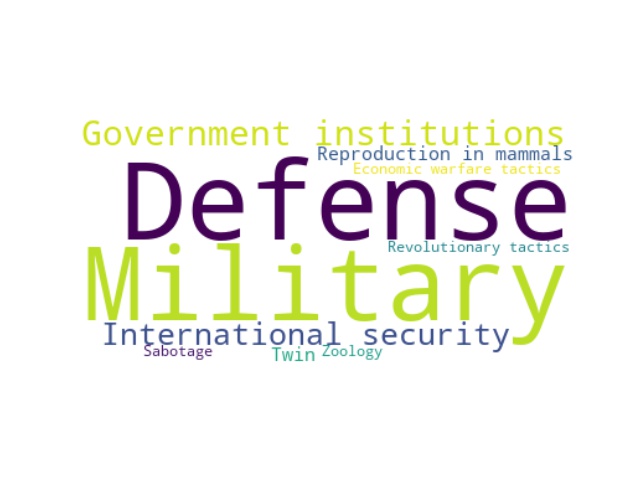 Government institutions
Reproduction in mammals
Economic warfare tactics
Defense
Revolutionary tactics
Military
International security
Sabotage
Twin
Zoology